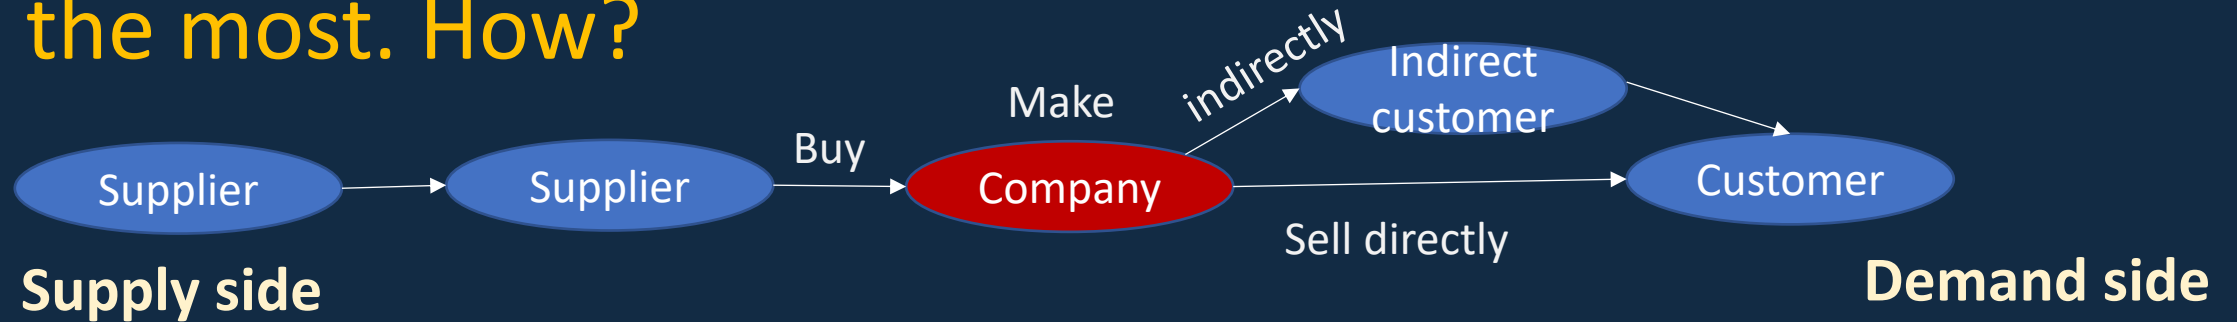 the most. How?
indirectly
Indirect
customer
Make
Buy
Supplier
Supplier
Company
Customer
Sell directly
Supply side
Demand side